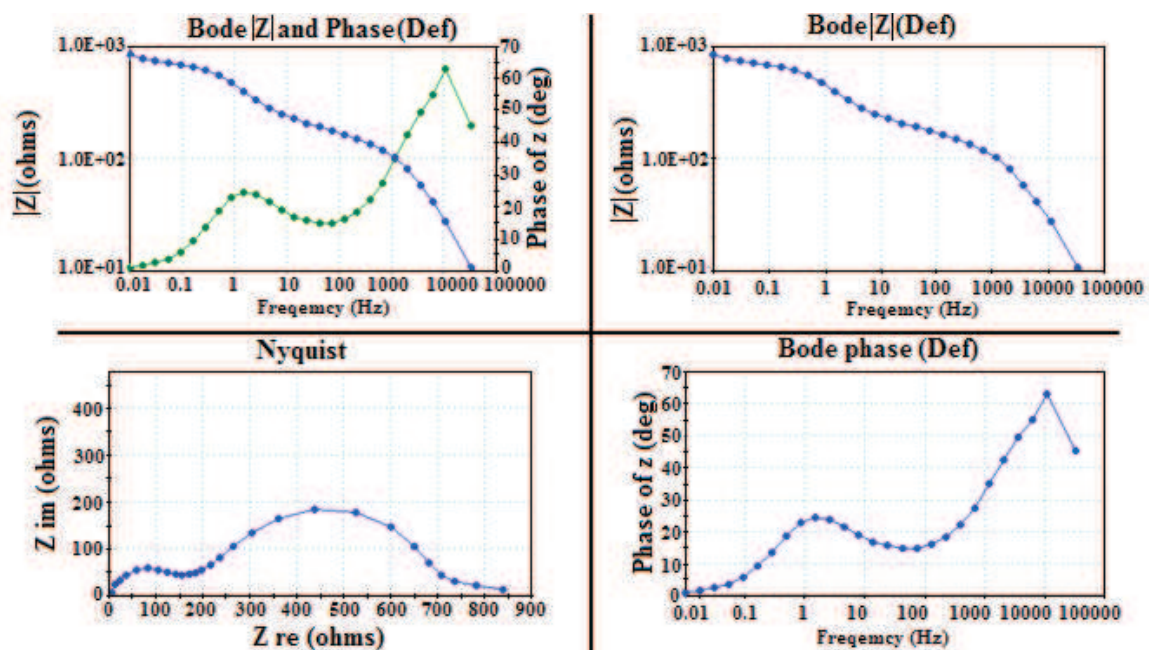 Bode |Z| and Phase (Def)
1.0E+03
1.0E+02
1.0E+01
|Z| (ohms)
70
60
50
40
30
20
10
0
Phase of z (deg)
0.01 0.1 1 10 100 1000 10000 100000
Freqemcy (Hz)
Bode |Z| (Def)
1.0E+03
1.0E+02
1.0E+01
|Z| (ohms)
0.01 0.1 1 10 100 1000 10000 100000
Freqemcy (Hz)
Nyquist
400
300
200
100
0
Z im (ohms)
0 100 200 300 400 500 600 700 800 900
Z re (ohms)
Bode phase (Def)
70
60
50
40
30
20
10
0
Phase of z (deg)
0.01 0.1 1 10 100 1000 10000 100000
Freqemcy (Hz)